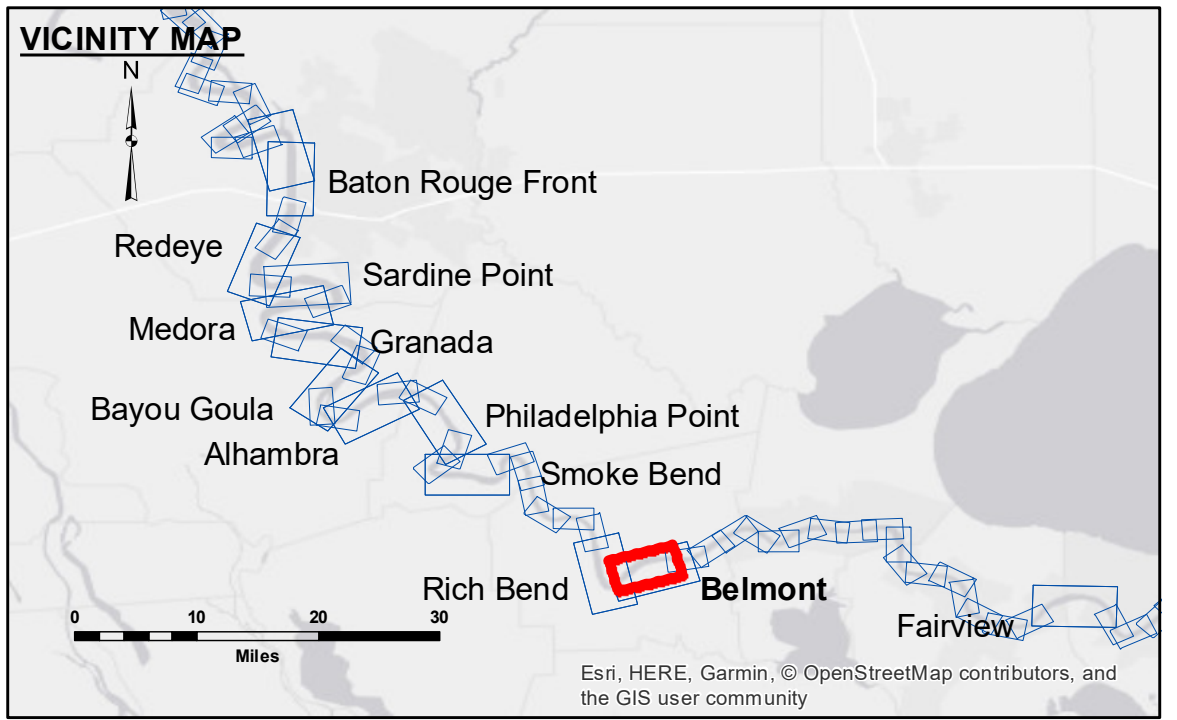 VICINITY MAP
N
Baton Rouge Front
Redeye
Sardine Point
Medora
Granada
Bayou Goula
Philadelphia Point
Alhambra
Smoke Bend
Rich Bend
Belmont
0 10 20 30
Miles
Fairview
Esri, HERE, Garmin, © OpenStreetMap contributors, and
the GIS user community